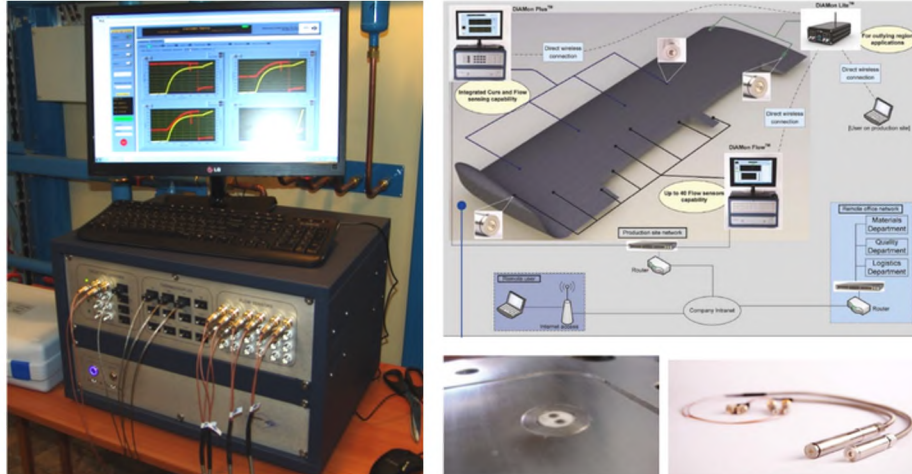 LG
DiAMon Plus™
DiAMon Lite™
Direct wireless
connection
For outlying region
applications
Integrated Cure and Flow
sensing capability
Direct wireless
connection
Direct wireless
connection
[User on production site]
DiAMon Flow™
Up to 40 Flow sensors
capability
Remote office network
Materials
Department
Quality
Department
Logistics
Department
Production site network
Router
Remote user
Internet access
Company Intranet
Router